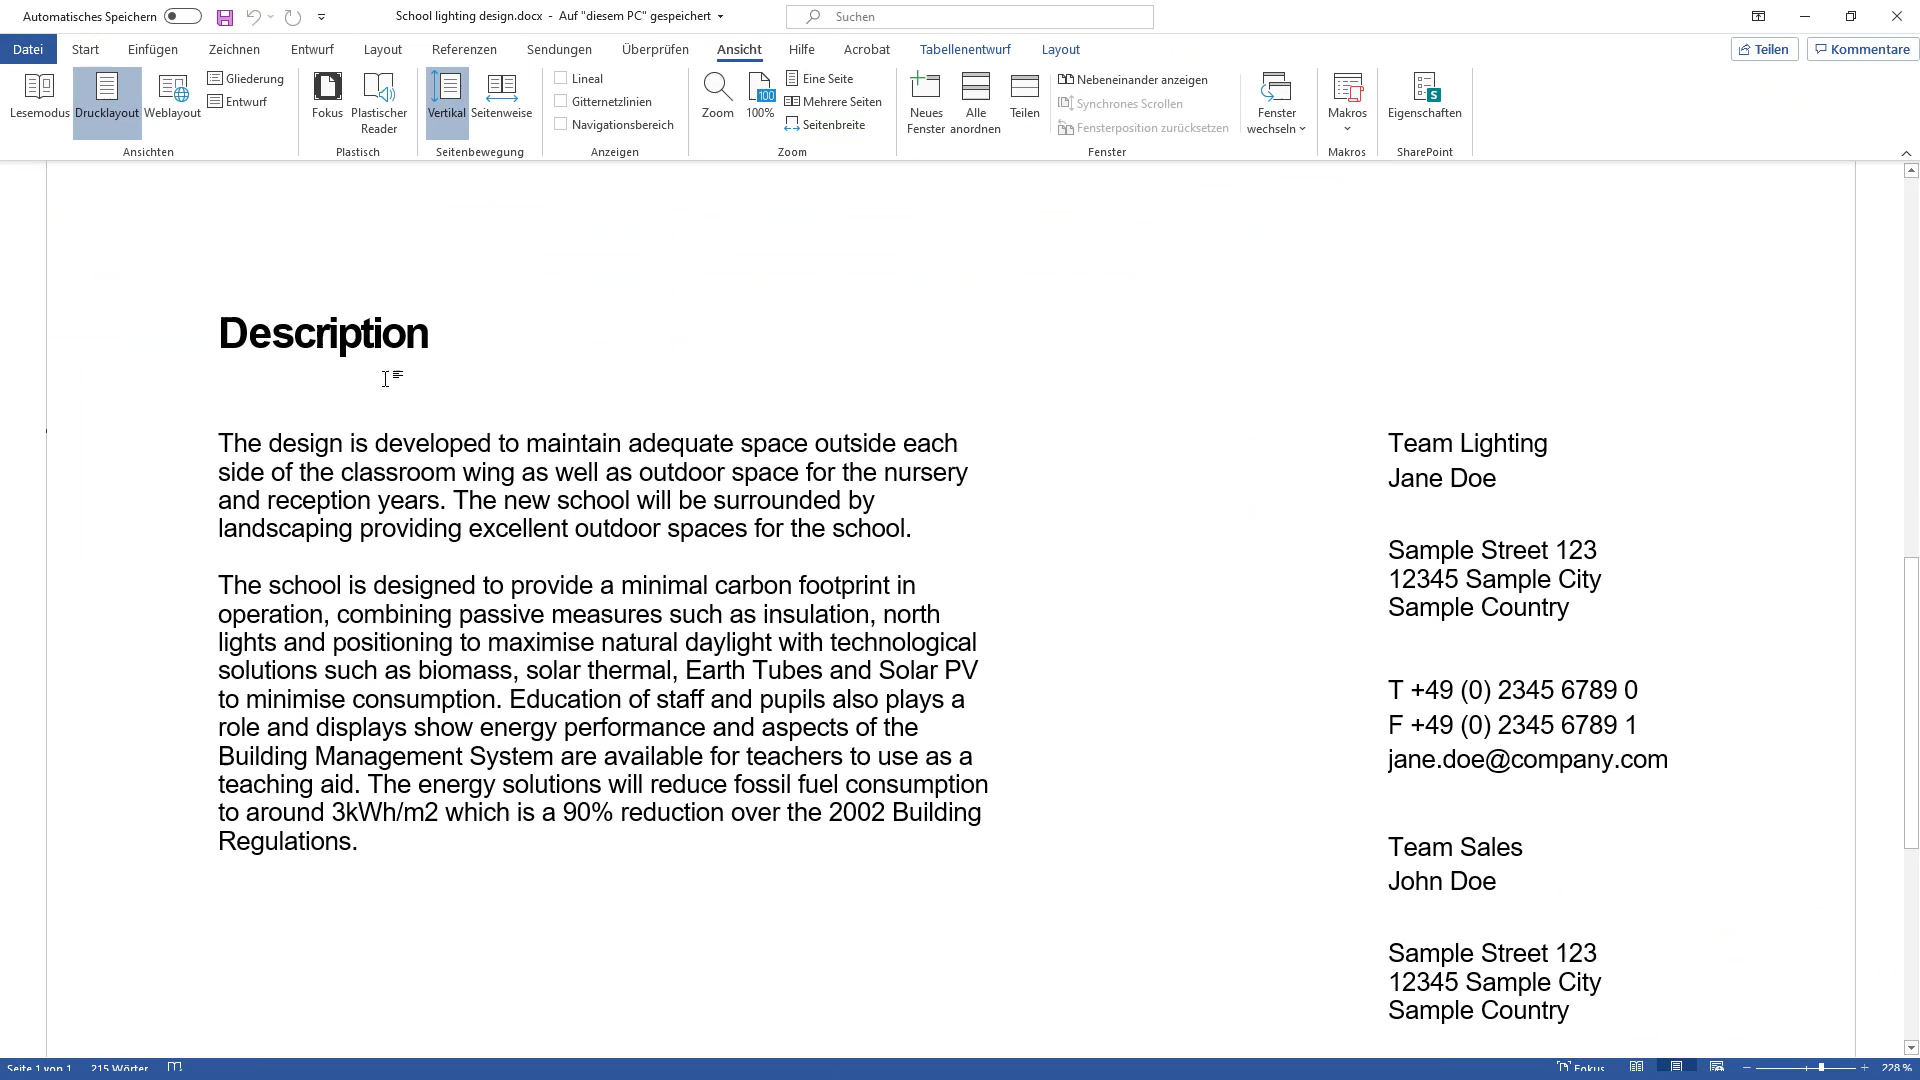 Automatisches Speichern
School lighting design.docx - Auf "diesem PC" gespeichert
Suchen
Datei Start Einfügen Zeichnen Entwurf Layout Referenzen Sendungen Überprüfen Ansicht Hilfe Acrobat Tabellenentwurf Layout Teilen Kommentare
Lesemodus
Drucklayout
Weblayout
Gliederung
Entwurf
Ansichten
Fokus
Plastischer
Reader
Plastisch
Vertikal
Seitenweise
Seitenbewegung
Lineal
Gitternetzlinien
Navigationsbereich
Anzeigen
Zoom
100
100%
Eine Seite
Mehrere Seiten
Seitenbreite
Zoom
Neues
Fenster
Alle
anordnen
Teilen
Nebeneinander anzeigen
Synchrones Scrollen
Fensterposition zurücksetzen
Fenster
wechseln
Fenster
Makros
Makros
S
Eigenschaften
SharePoint
Description
The design is developed to maintain adequate space outside each
side of the classroom wing as well as outdoor space for the nursery
and reception years. The new school will be surrounded by
landscaping providing excellent outdoor spaces for the school.
The school is designed to provide a minimal carbon footprint in
operation, combining passive measures such as insulation, north
lights and positioning to maximise natural daylight with technological
solutions such as biomass, solar thermal, Earth Tubes and Solar PV
to minimise consumption. Education of staff and pupils also plays a
role and displays show energy performance and aspects of the
Building Management System are available for teachers to use as a
teaching aid. The energy solutions will reduce fossil fuel consumption
to around 3kWh/m2 which is a 90% reduction over the 2002 Building
Regulations.
Team Lighting
Jane Doe
Sample Street 123
12345 Sample City
Sample Country
T +49 (0) 2345 6789 0
F +49 (0) 2345 6789 1
jane.doe@company.com
Team Sales
John Doe
Sample Street 123
12345 Sample City
Sample Country
Seite 1 von 1 215 Wörter Fokus 228 %